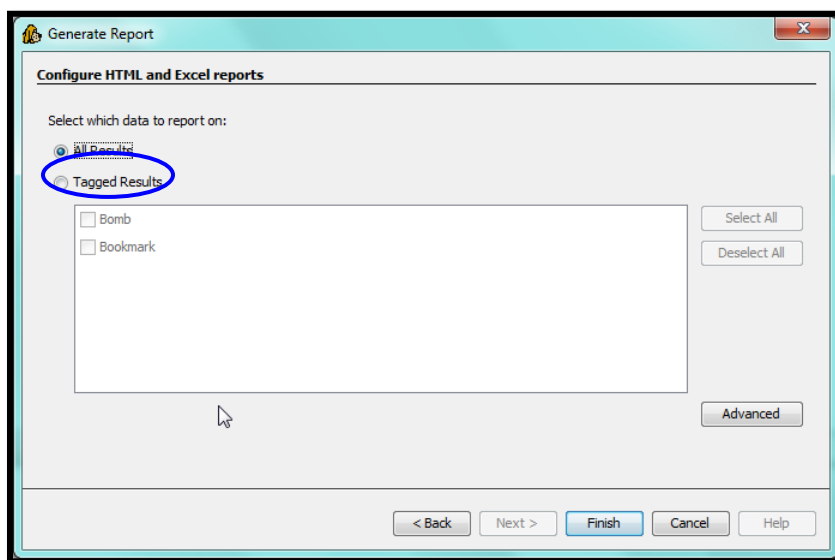 Generate Report
Configure HTML and Excel reports
Select which data to report on:
All Results
Tagged Results
Bomb
Select All
Bookmark
Deselect All
Advanced
< Back Next > Finish Cancel Help